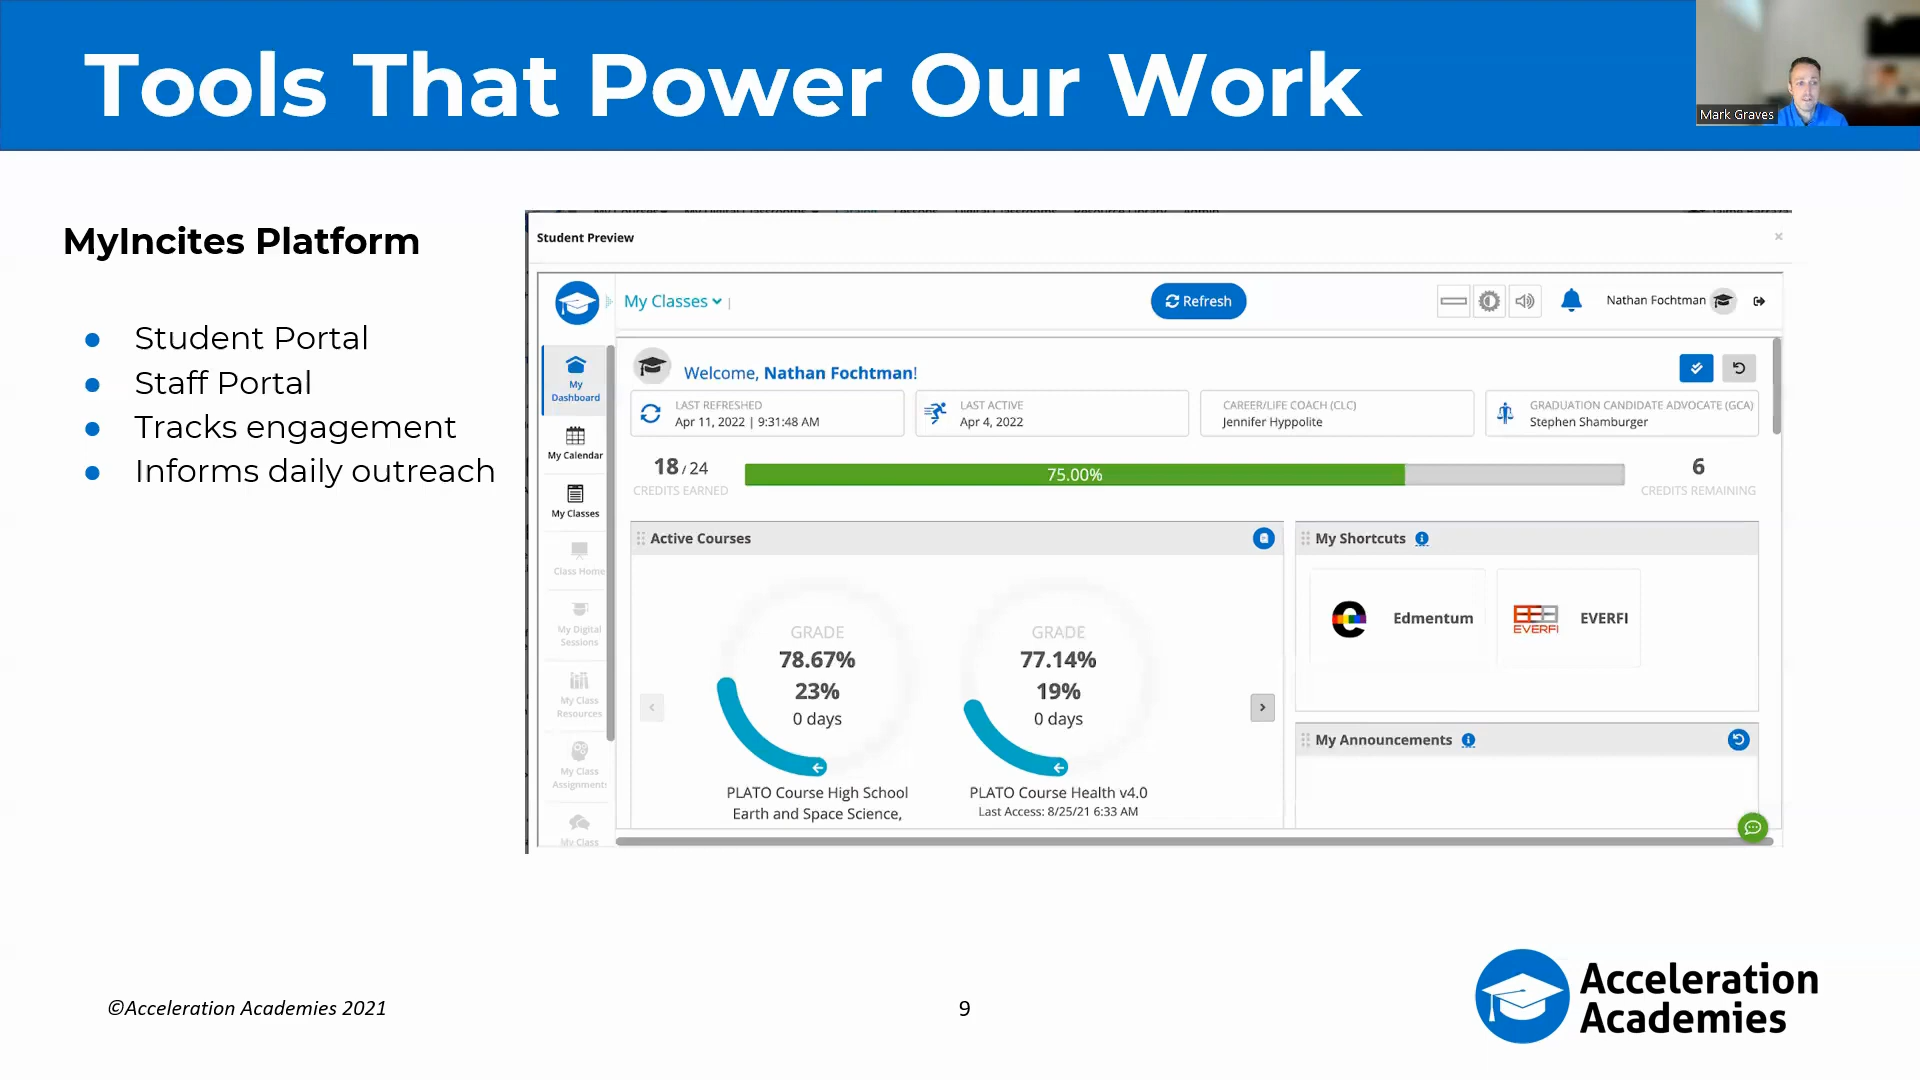 Tools That Power Our Work
Mark Graves
MyIncites Platform
Student Portal
Staff Portal
Tracks engagement
Informs daily outreach
Student Preview
My Classes
Refresh
Nathan Fochtman
My
Dashboard
My Calendar
My Classes
Class Home
My Digital
Sessions
My Class
Resources
My Class
Assignments
My Class
Welcome, Nathan Fochtman!
LAST REFRESHED
Apr 11, 2022 | 9:31:48 AM
LAST ACTIVE
Apr 4, 2022
CAREER/LIFE COACH (CLC)
Jennifer Hyppolite
GRADUATION CANDIDATE ADVOCATE (GCA)
Stephen Shamburger
18 / 24
CREDITS EARNED
75.00%
6
CREDITS REMAINING
Active Courses
GRADE
78.67%
23%
0 days
PLATO Course High School
Earth and Space Science,
GRADE
77.14%
19%
0 days
PLATO Course Health v4.0
Last Access: 8/25/21 6:33 AM
My Shortcuts
Edmentum
EVERFI
EVERFI
My Announcements
©Acceleration Academies 2021
9
Acceleration
Academies